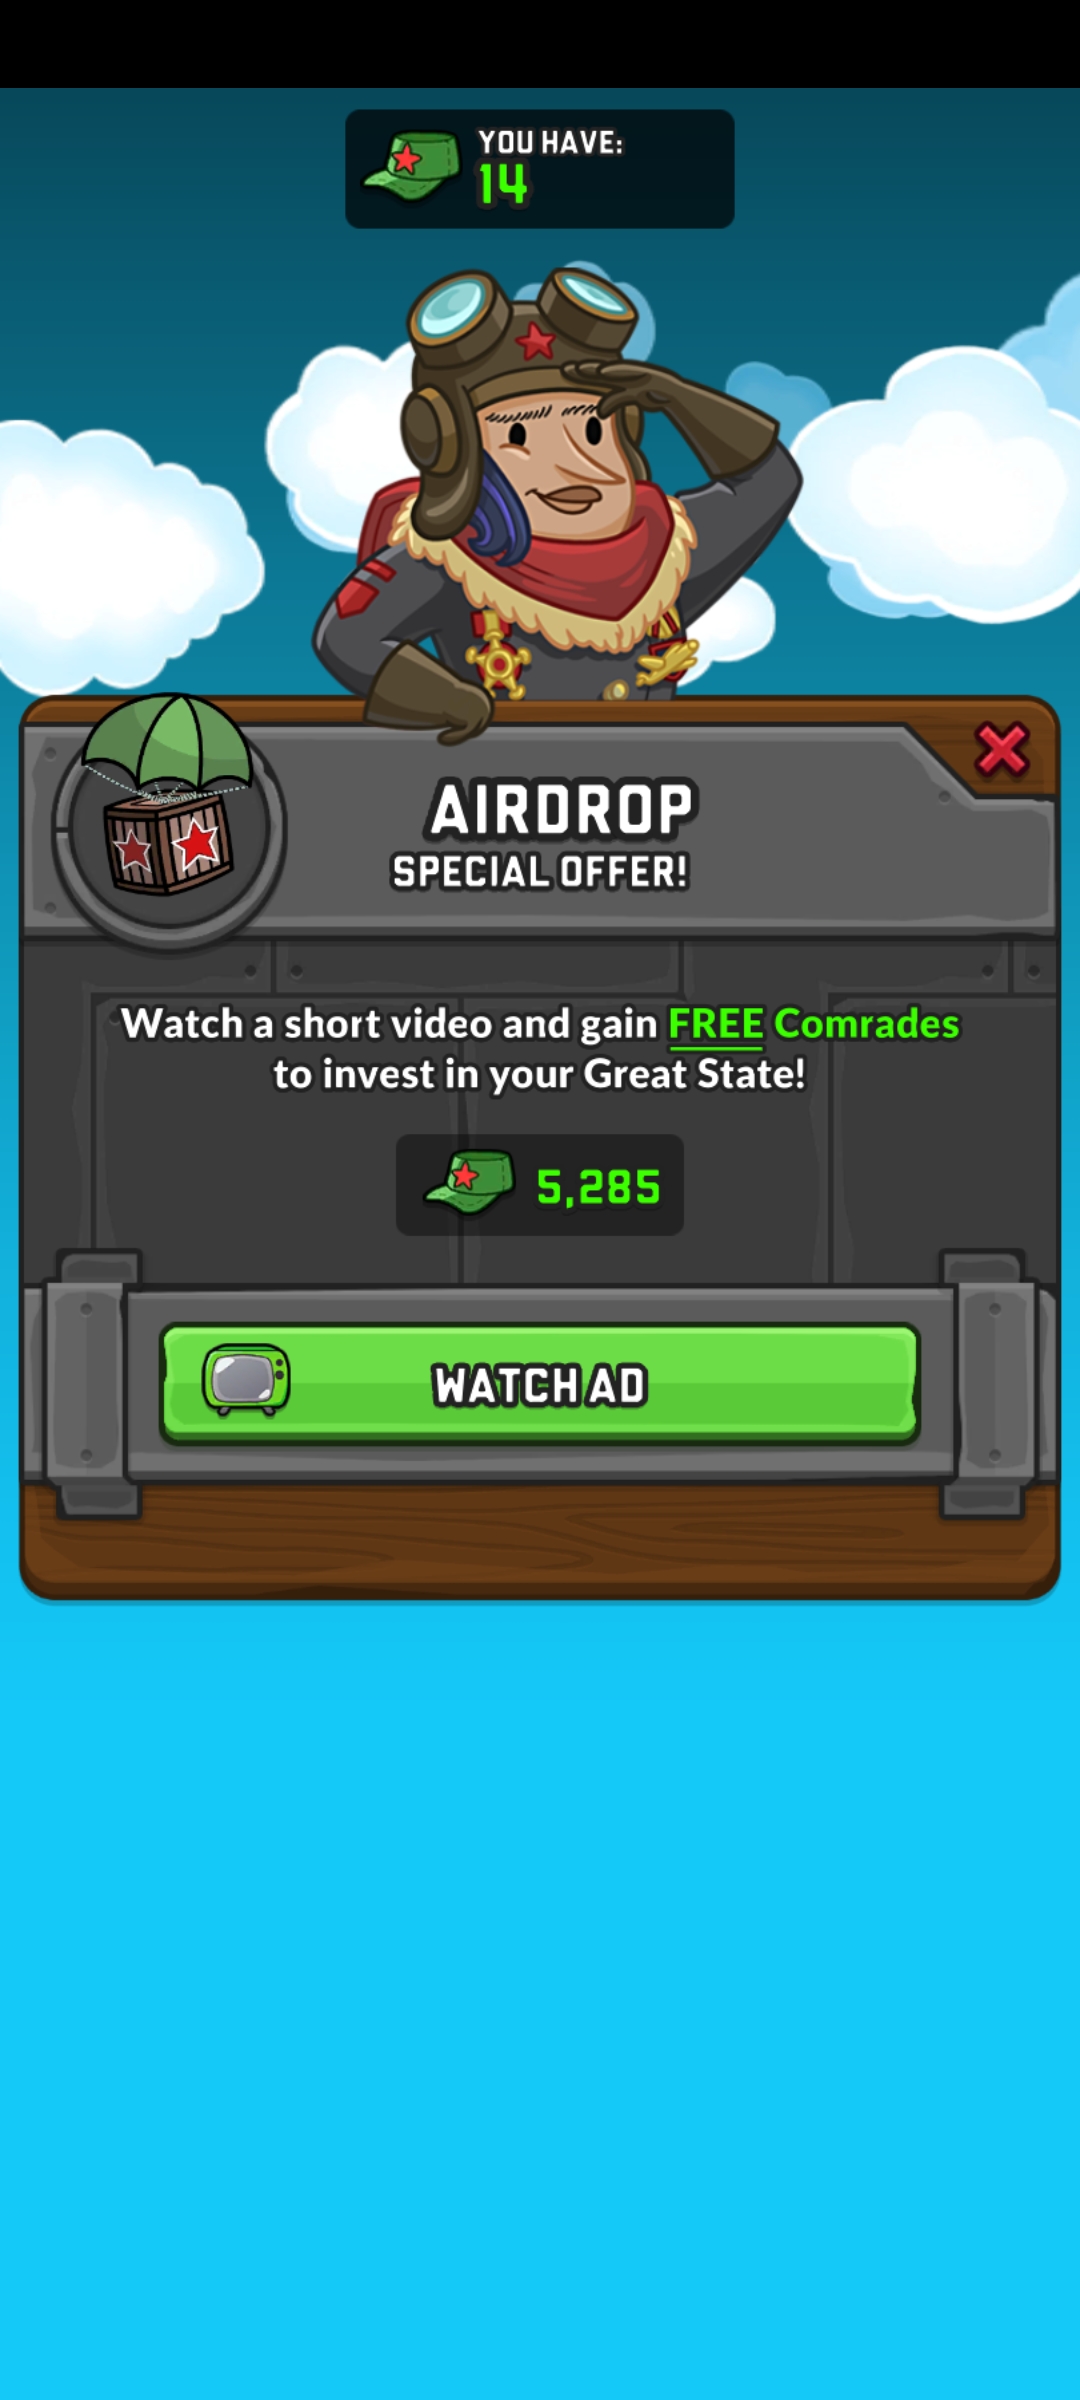 YOU HAVE:
14
AIRDROP
SPECIAL OFFER!
Watch a short video and gain FREE Comrades
to invest in your Great State!
5,285
WATCH AD